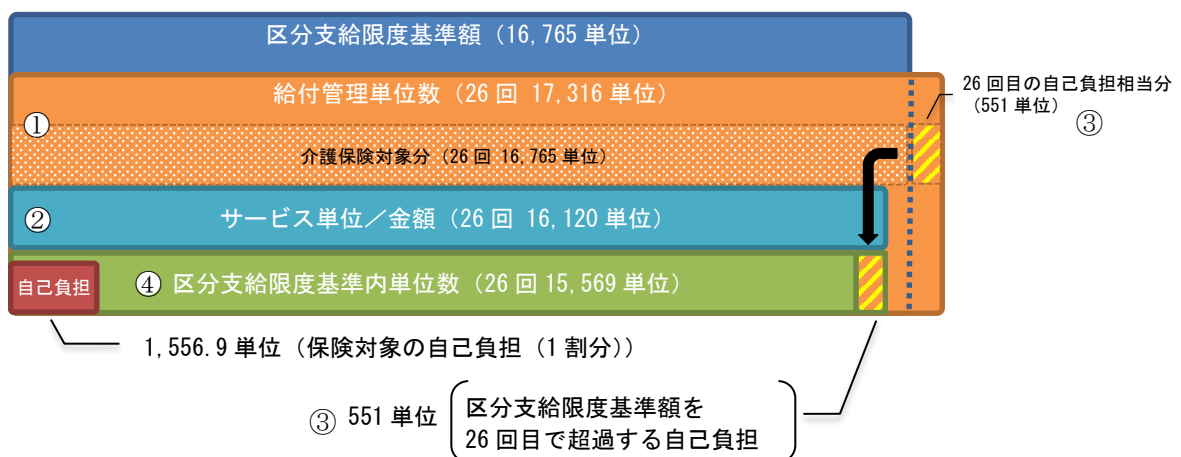 区分支給限度基準額（16,765 単位）
給付管理単位数（26 回 17,316 単位）
26 回目の自己負担相当分
（551 単位） ③
①
介護保険対象分（26 回 16,765 単位）
② サービス単位／金額（26 回 16,120 単位）
自己負担 ④ 区分支給限度基準内単位数（26 回 15,569 単位）
1,556.9 単位（保険対象の自己負担（1 割分））
③ 551 単位
区分支給限度基準額を
26 回目で超過する自己負担